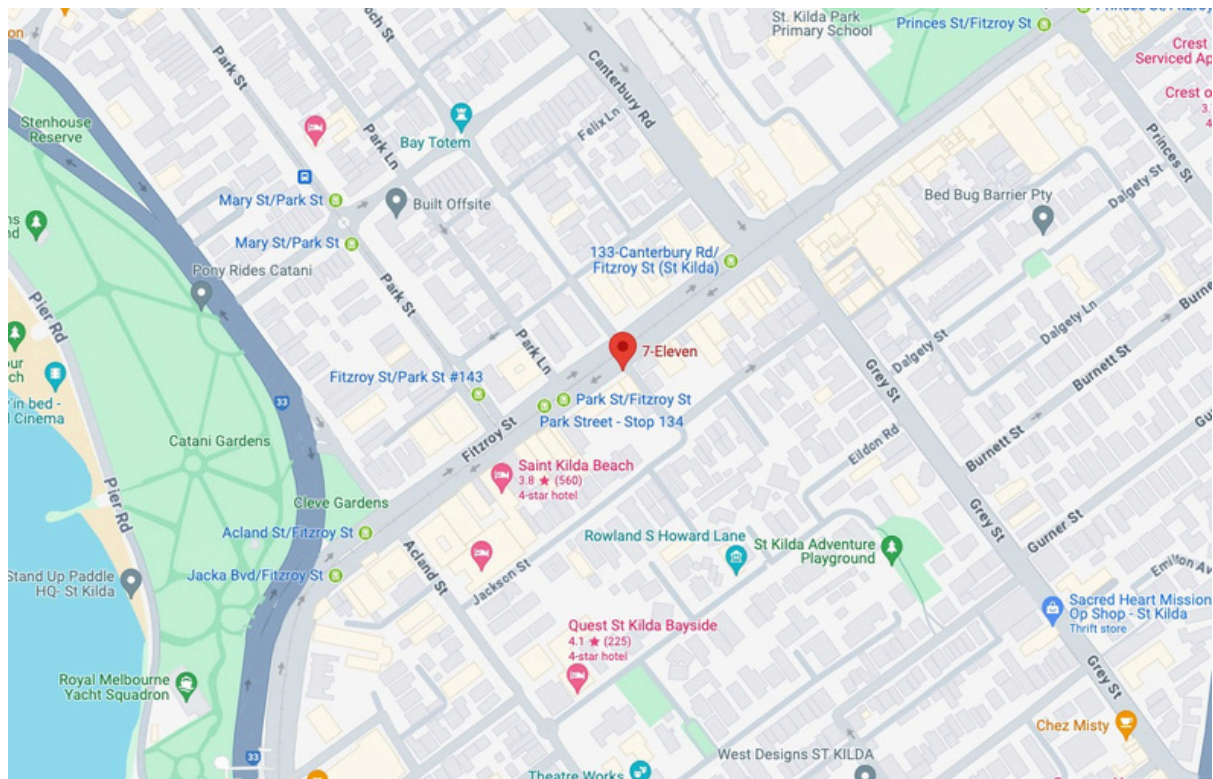 St. Kilda Park
Primary School
Princes St/Fitzroy St
Crest
Serviced Ap
Crest o
Park St
Canterbury Rd
Stenhouse
Reserve
Bay Totem
Felix Ln
Park Ln
Princes St
Mary St/Park St
Built Offsite
Bed Bug Barrier Pty
Dalgety St
Mary St/Park St
133-Canterbury Rd/
Fitzroy St (St Kilda)
Pony Rides Catani
Pier Rd
Park St
Park Ln
7-Eleven
Dalgety St
Dalgety Ln
Burnett St
Grey St
Fitzroy St/Park St #143
Park St/Fitzroy St
Park Street - Stop 134
33
Cinema
Catani Gardens
Fitzroy St
Eildon Rd
Burnett St
Saint Kilda Beach
3.8 ★ (560)
4-star hotel
Pier Rd
Cleve Gardens
Acland St/Fitzroy St
Grey St
Gurner St
Rowland S Howard Lane
St Kilda Adventure
Playground
Acland St
Jackson St
Jacka Bvd/Fitzroy St
Stand Up Paddle
HQ- St Kilda
Sacred Heart Mission
Op Shop - St Kilda
Thrift store
Quest St Kilda Bayside
4.1 ★ (225)
4-star hotel
Royal Melbourne
Yacht Squadron
Grey St
Chez Misty
33
West Designs ST KILDA
Theatre Works